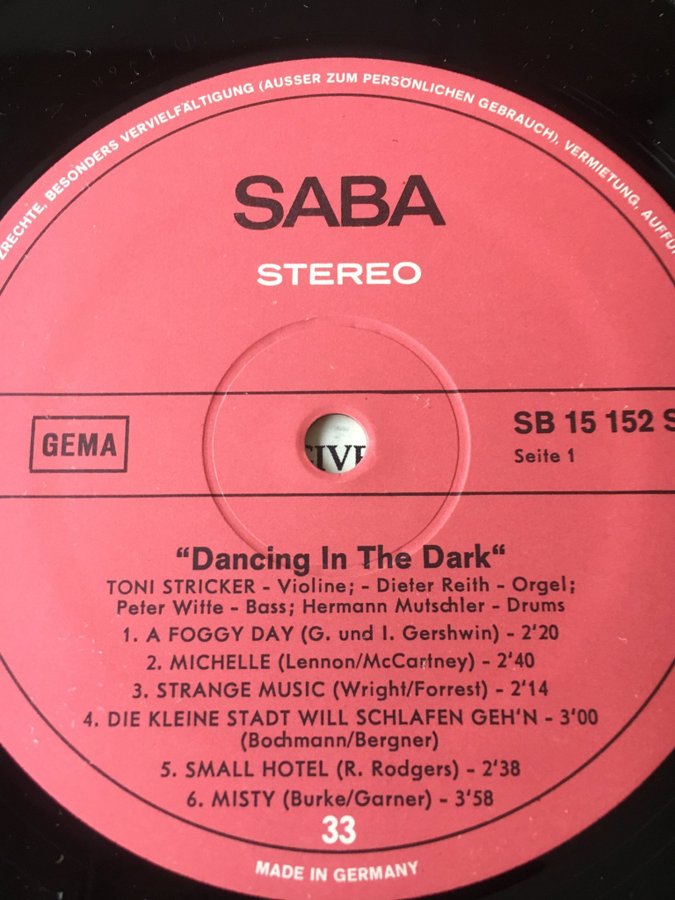 ZRECHTE, BESONDERS VERVIELFÄLTIGUNG (AUSSER ZUM PERSÖNLICHEN GEBRAUCH), VERMIETUNG,
SABA
STEREO
GEMA
SB 15 152 S
Seite 1
"Dancing In The Dark"
TONI STRICKER - Violine; - Dieter Reith - Orgel;
Peter Witte - Bass; Hermann Mutschler - Drums
1. A FOGGY DAY (G. und I. Gershwin) - 2'20
2. MICHELLE (Lennon/McCartney) - 2'40
3. STRANGE MUSIC (Wright/Forrest) - 2'14
4. DIE KLEINE STADT WILL SCHLAFEN GEH'N - 3'00
(Bochmann/Bergner)
5. SMALL HOTEL (R. Rodgers) - 2'38
6. MISTY (Burke/Garner) - 3'58
33
MADE IN GERMANY